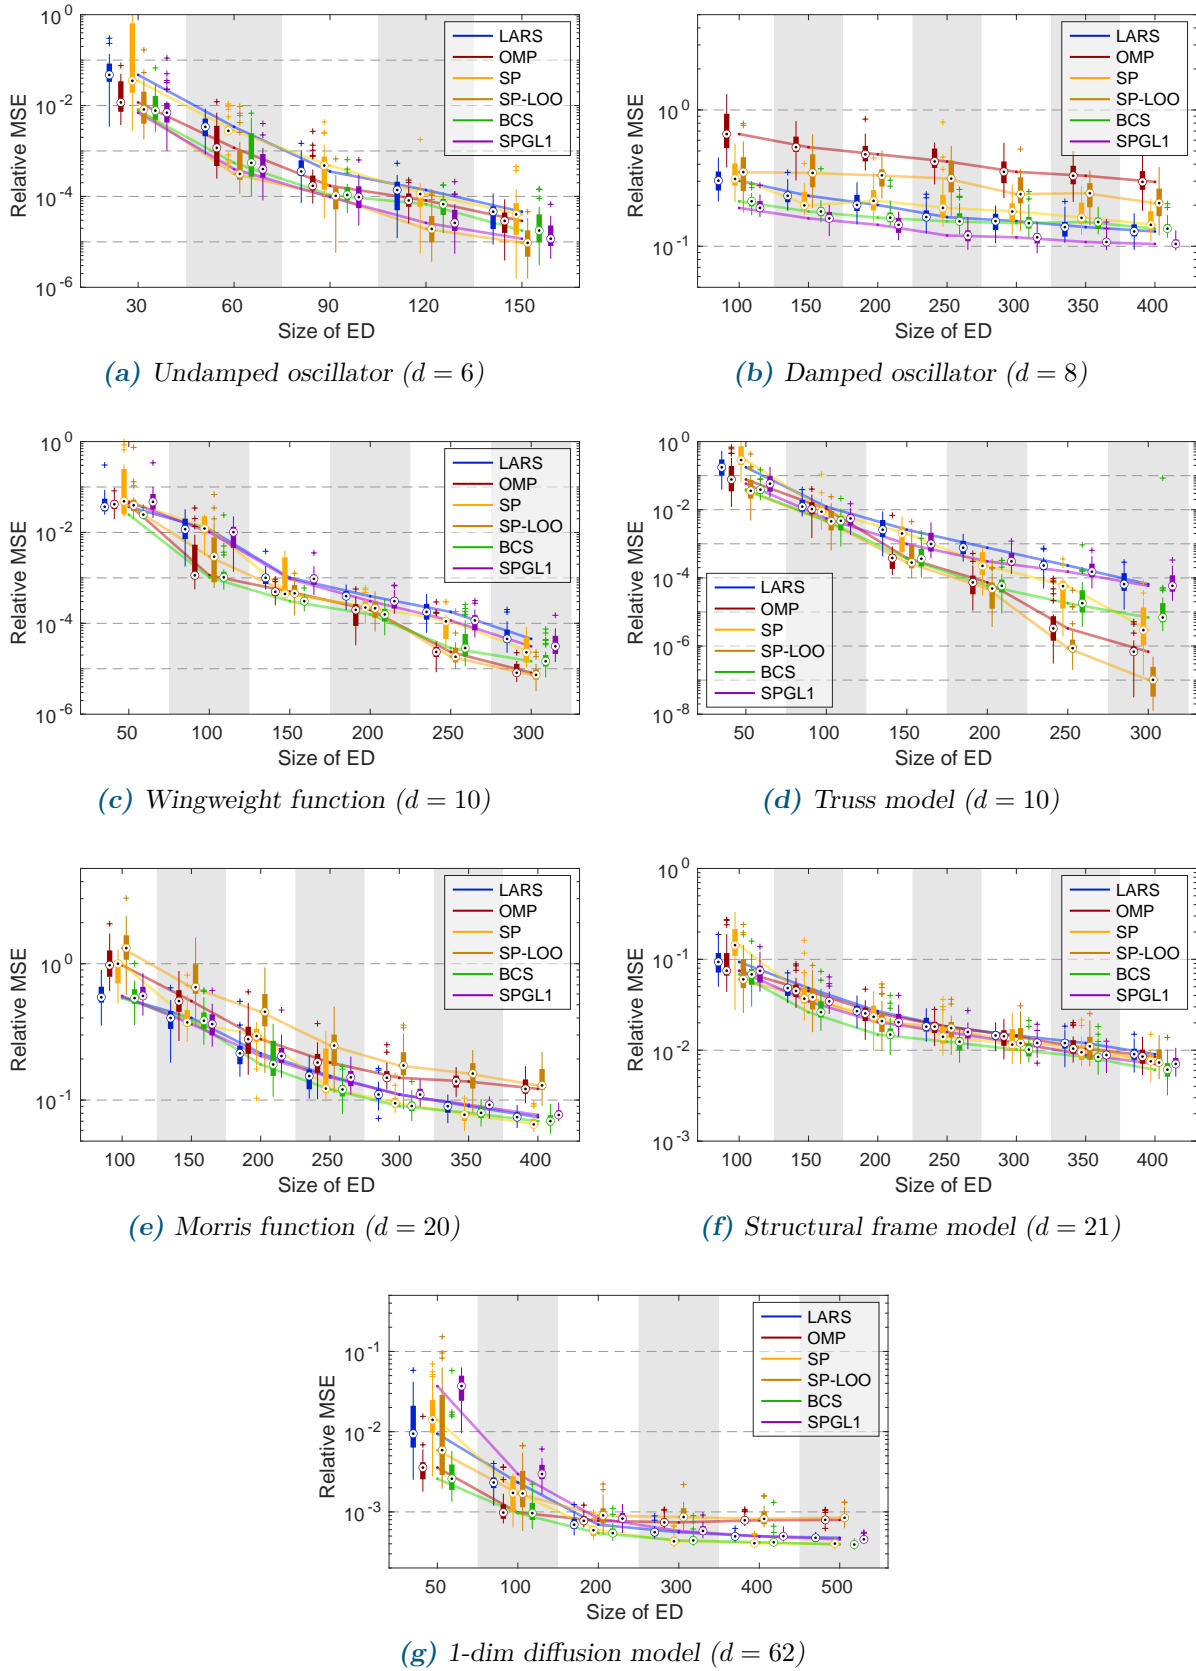 10^0
10^-2
10^-4
10^-6
Relative MSE
30 60 90 120 150
Size of ED
LARS
OMP
SP
SP-LOO
BCS
SPGL1
(a) Undamped oscillator (d = 6)
10^0
10^-1
Relative MSE
100 150 200 250 300 350 400
Size of ED
LARS
OMP
SP
SP-LOO
BCS
SPGL1
(b) Damped oscillator (d = 8)
10^0
10^-2
10^-4
10^-6
Relative MSE
50 100 150 200 250 300
Size of ED
LARS
OMP
SP
SP-LOO
BCS
SPGL1
(c) Wingweight function (d = 10)
10^0
10^-2
10^-4
10^-6
10^-8
Relative MSE
50 100 150 200 250 300
Size of ED
LARS
OMP
SP
SP-LOO
BCS
SPGL1
(d) Truss model (d = 10)
10^0
10^-1
Relative MSE
100 150 200 250 300 350 400
Size of ED
LARS
OMP
SP
SP-LOO
BCS
SPGL1
(e) Morris function (d = 20)
10^0
10^-1
10^-2
10^-3
Relative MSE
100 150 200 250 300 350 400
Size of ED
LARS
OMP
SP
SP-LOO
BCS
SPGL1
(f) Structural frame model (d = 21)
10^-1
10^-2
10^-3
Relative MSE
50 100 200 300 400 500
Size of ED
LARS
OMP
SP
SP-LOO
BCS
SPGL1
(g) 1-dim diffusion model (d = 62)